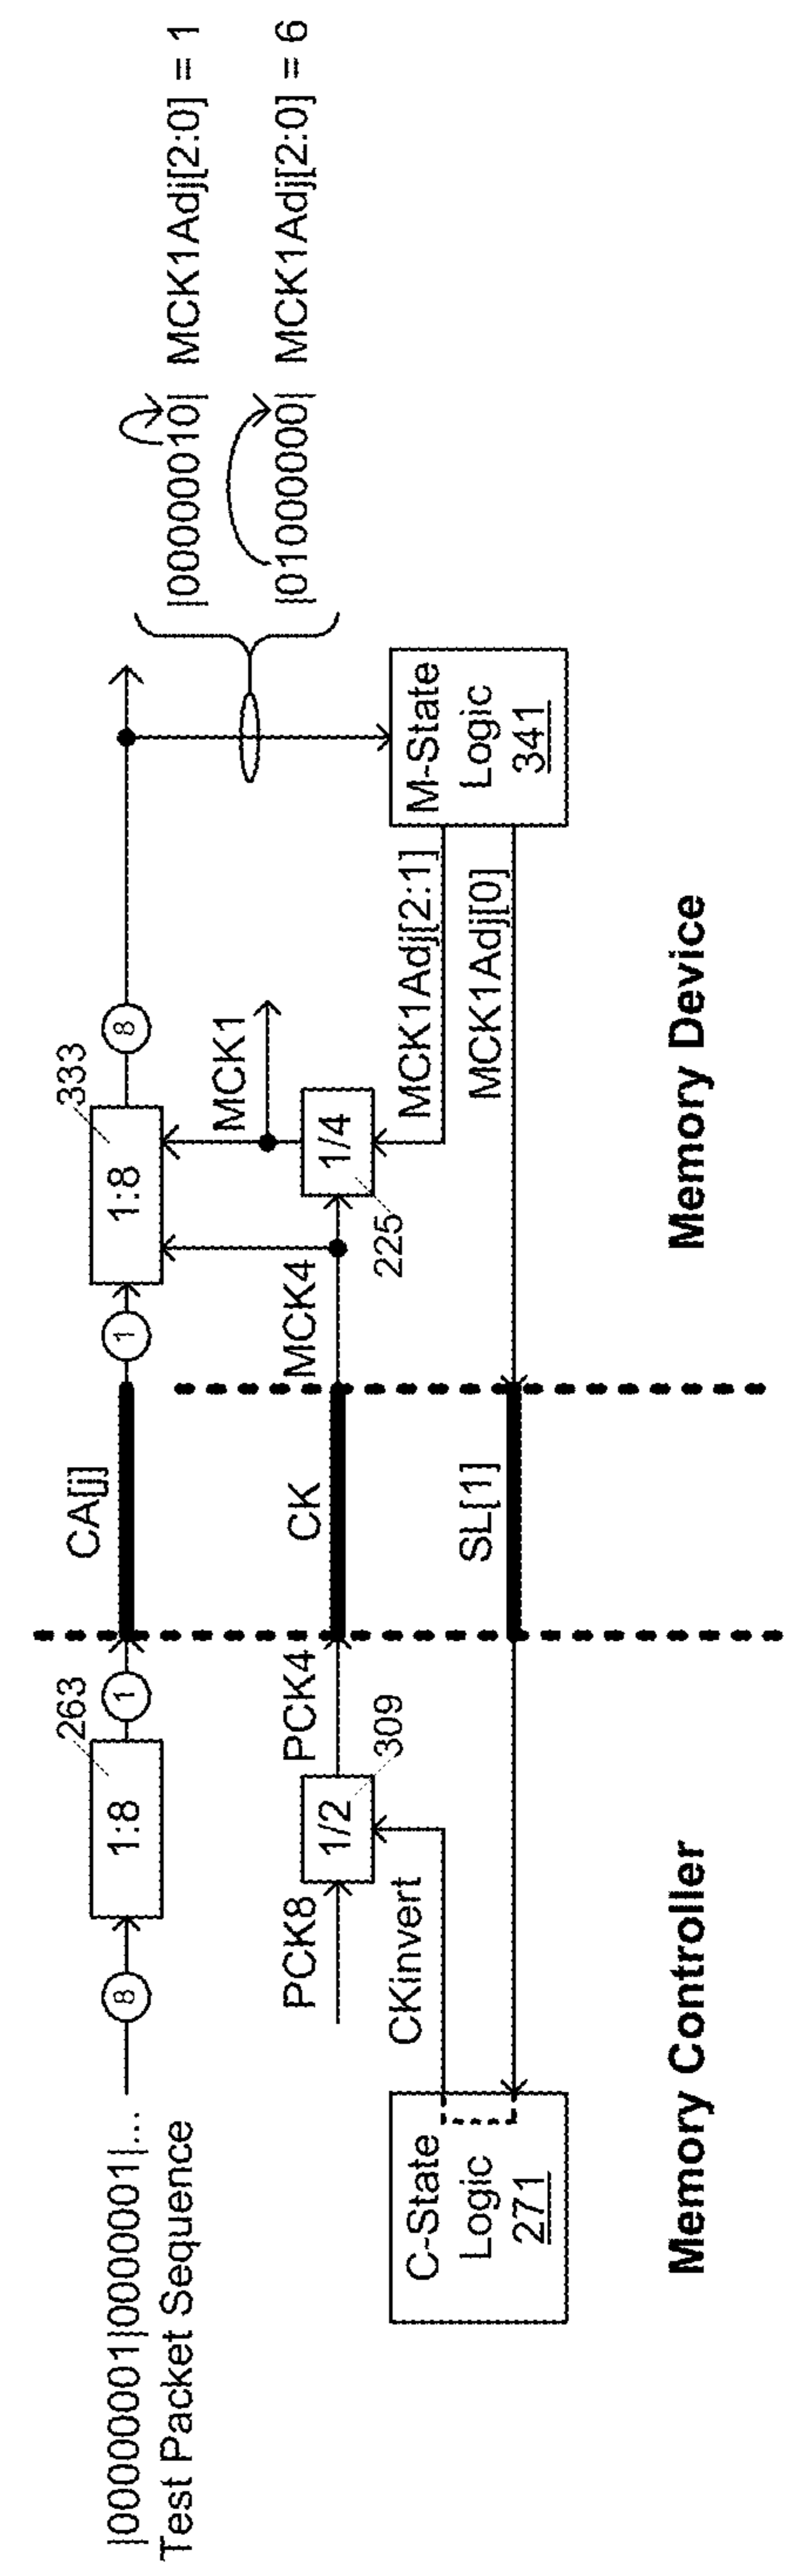 |00000001|0000001|...
Test Packet Sequence
8
263
1:8
1
CA[j]
1
333
1:8
8
|00000010| MCK1Adj[2:0] = 1
|01000000| MCK1Adj[2:0] = 6
PCK8
1/2
309
PCK4
CK
MCK4
225
1/4
MCK1
CKinvert
C-State
Logic
271
SL[1]
MCK1Adj[2:1]
MCK1Adj[0]
M-State
Logic
341
Memory Controller
Memory Device